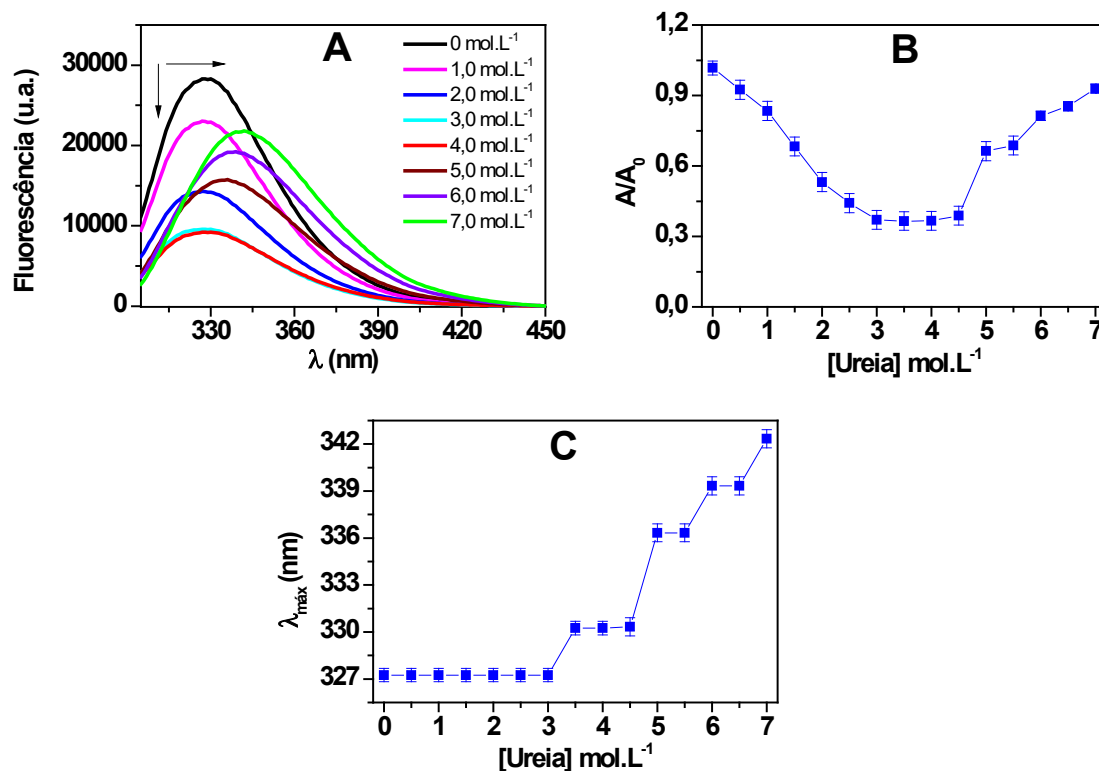 A
Fluorescência (u.a.)
30000
25000
20000
15000
10000
5000
0
330 360 390 420 450
λ (nm)
0 mol.L-1
1,0 mol.L-1
2,0 mol.L-1
3,0 mol.L-1
4,0 mol.L-1
5,0 mol.L-1
6,0 mol.L-1
7,0 mol.L-1
B
A/A0
1,2
0,9
0,6
0,3
0,0
0 1 2 3 4 5 6 7
[Ureia] mol.L-1
C
λmáx (nm)
342
339
336
333
330
327
0 1 2 3 4 5 6 7
[Ureia] mol.L-1